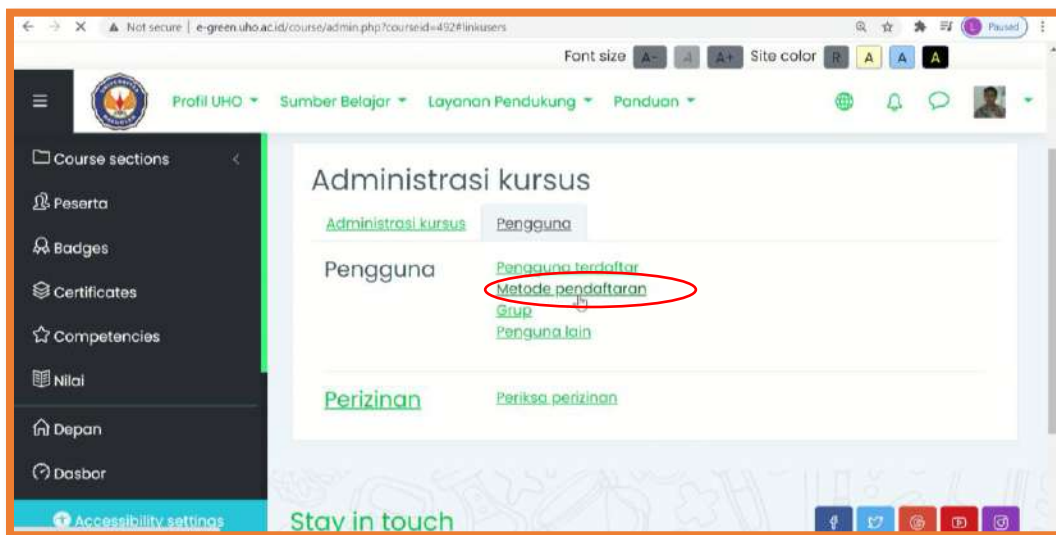 Not secure | e-green.uho.ac.id/course/admin.php?courseid=492#linkusers
Paused
Font size A- A A+ Site color R A A A
Profil UHO Sumber Belajar Layanan Pendukung Panduan
Course sections
Peserta
Badges
Certificates
Competencies
Nilai
Depan
Dasbor
Accessibility settings
Administrasi kursus
Administrasi kursus Pengguna
Pengguna
Pengguna terdaftar
Metode pendaftaran
Grup
Penguna lain
Perizinan
Periksa perizinan
Stay in touch